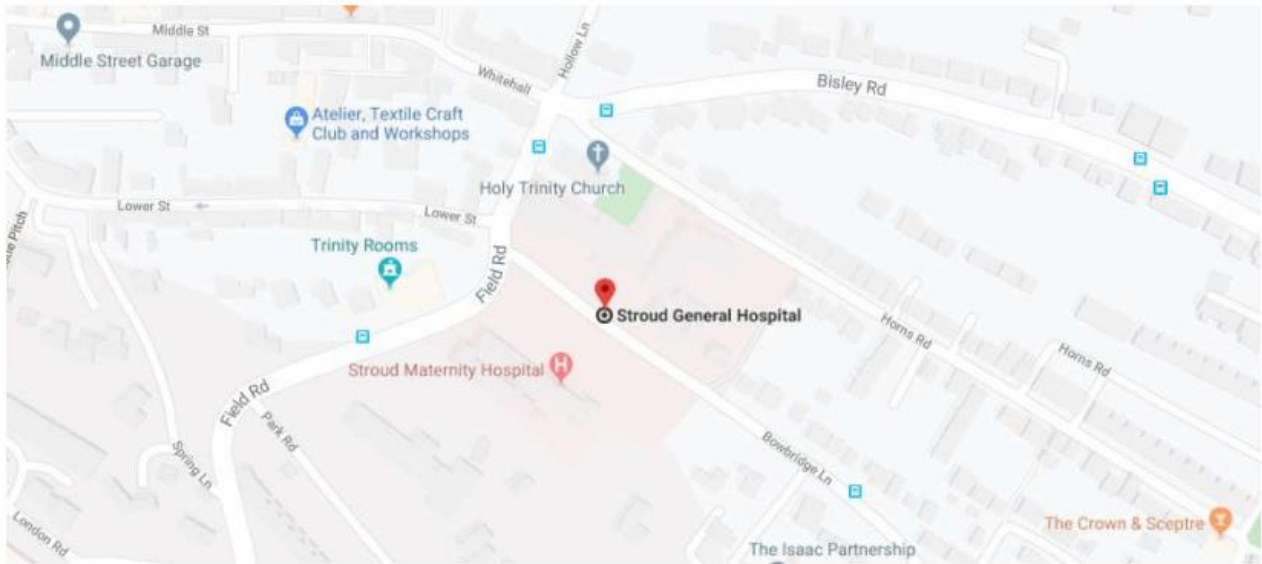 Middle St
Middle Street Garage
Whitehall
Hollow Ln
Bisley Rd
Atelier, Textile Craft
Club and Workshops
Holy Trinity Church
Lower St
Lower St
Trinity Rooms
Field Rd
Stroud General Hospital
Horns Rd
Horns Rd
Stroud Maternity Hospital
H
Field Rd
Park Rd
Spring Ln
Bowbridge Ln
London Rd
The Crown & Sceptre
The Isaac Partnership
Pitch